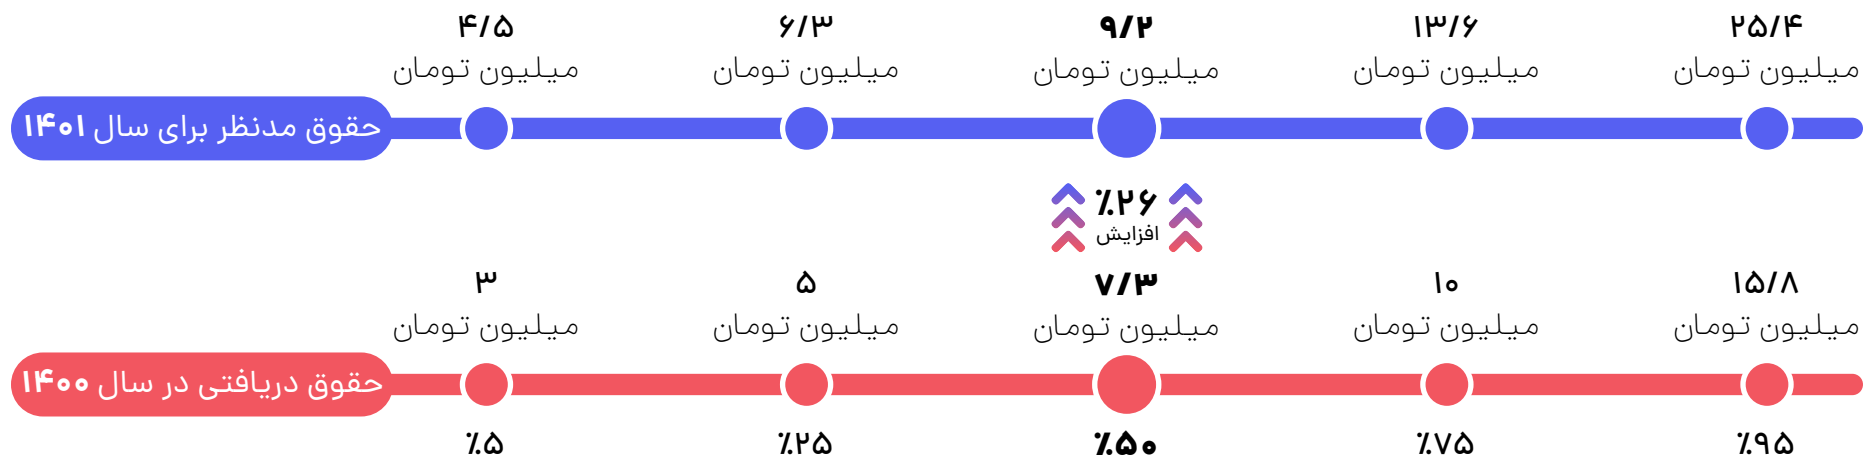 ۴/۵
میلیون تومان
۶/۳
میلیون تومان
۹/۲
میلیون تومان
۱۳/۶
میلیون تومان
۲۵/۴
میلیون تومان
حقوق مدنظر برای سال ۱۴۰۱
٪۲۶
افزایش
۳
میلیون تومان
۵
میلیون تومان
۷/۳
میلیون تومان
۱۰
میلیون تومان
۱۵/۸
میلیون تومان
حقوق دریافتی در سال ۱۴۰۰
٪۵
٪۲۵
٪۵۰
٪۷۵
٪۹۵